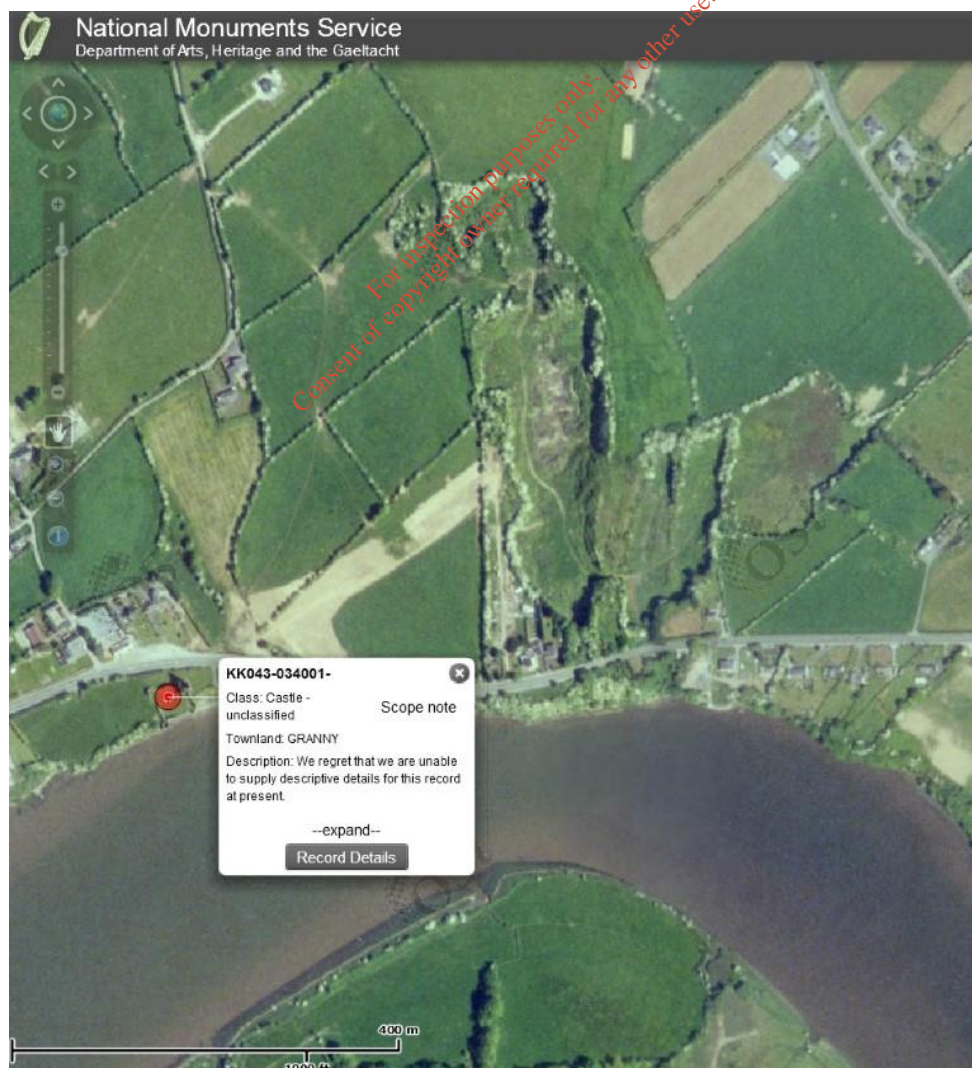 National Monuments Service
Department of Arts, Heritage and the Gaeltacht
For inspection purposes only.
Consent of copyright owner required for any other use.
KK043-034001-
Class: Castle -
unclassified
Scope note
Townland: GRANNY
Description: We regret that we are unable
to supply descriptive details for this record
at present.
--expand--
Record Details
400 m